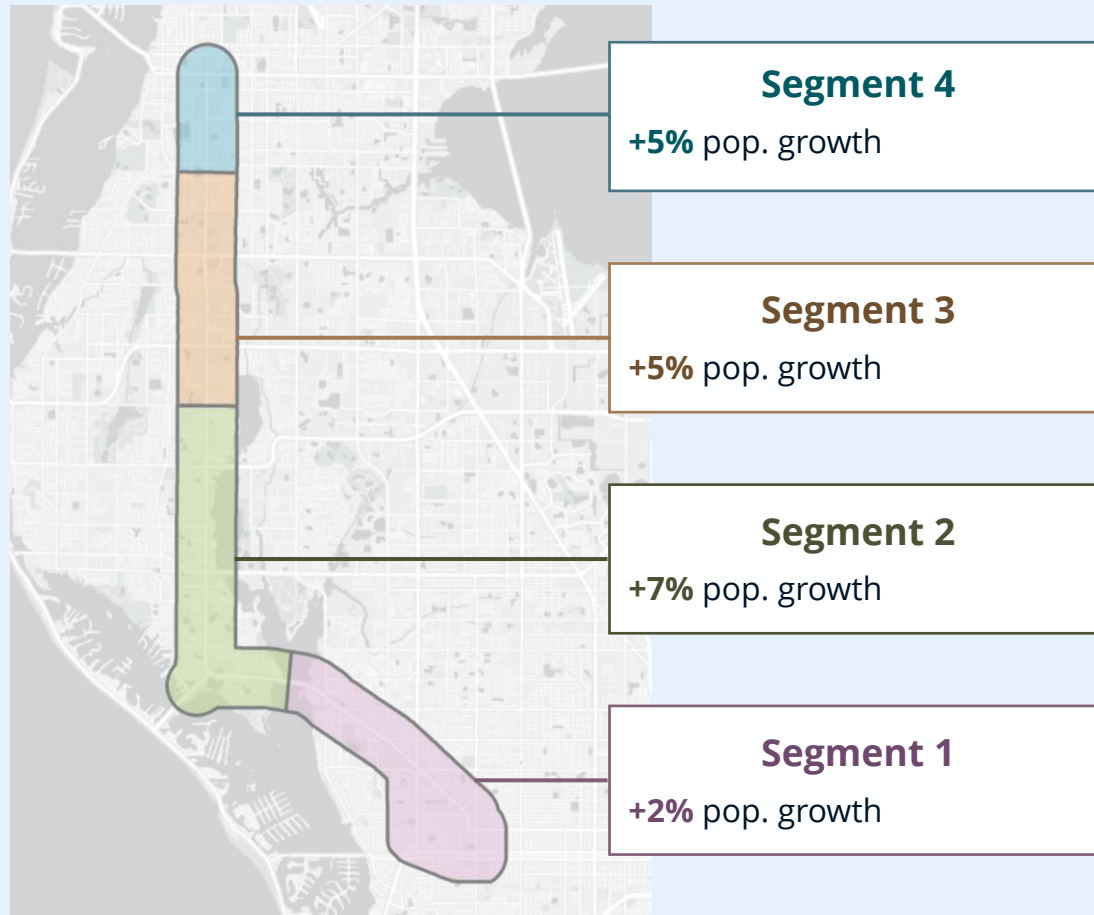 Segment 4
+5% pop. growth
Segment 3
+5% pop. growth
Segment 2
+7% pop. growth
Segment 1
+2% pop. growth